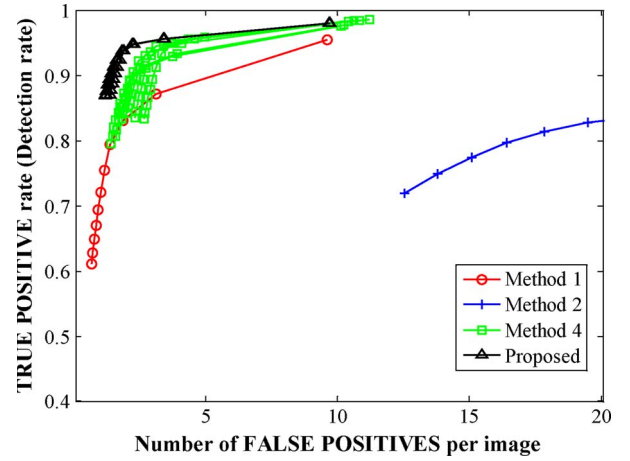 TRUE POSITIVE rate (Detection rate)
1
0.9
0.8
0.7
0.6
0.5
0.4
5
10
15
20
Number of FALSE POSITIVES per image
Method 1
Method 2
Method 4
Proposed